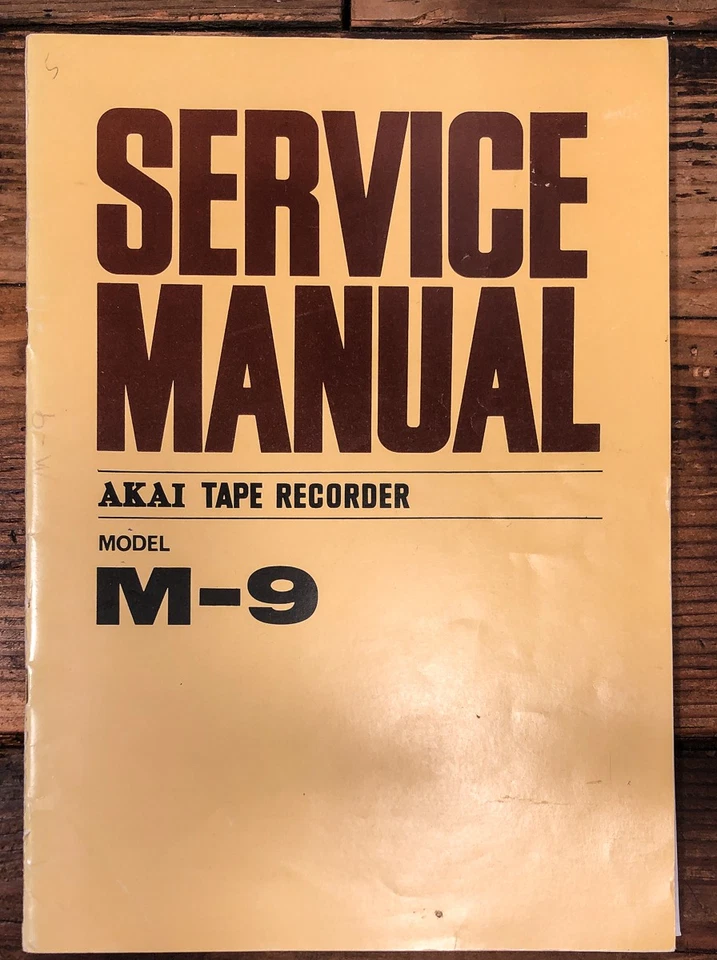 SERVICE
MANUAL
AKAI TAPE RECORDER
MODEL
M-9